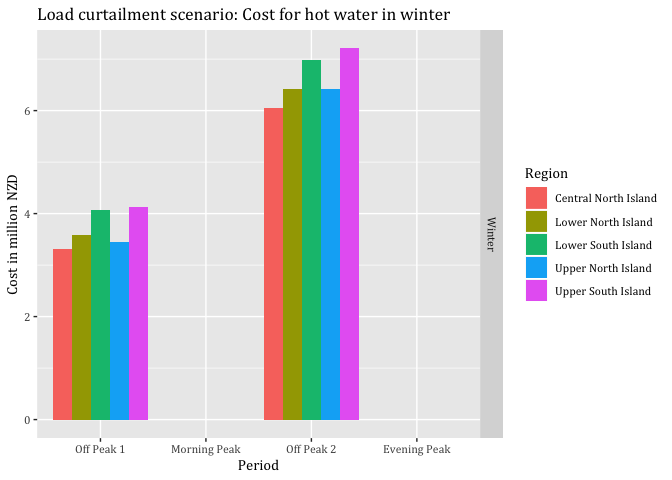 Load curtailment scenario: Cost for hot water in winter
Cost in million NZD
6
4
2
0
Off Peak 1
Morning Peak
Off Peak 2
Evening Peak
Period
Winter
Region
Central North Island
Lower North Island
Lower South Island
Upper North Island
Upper South Island